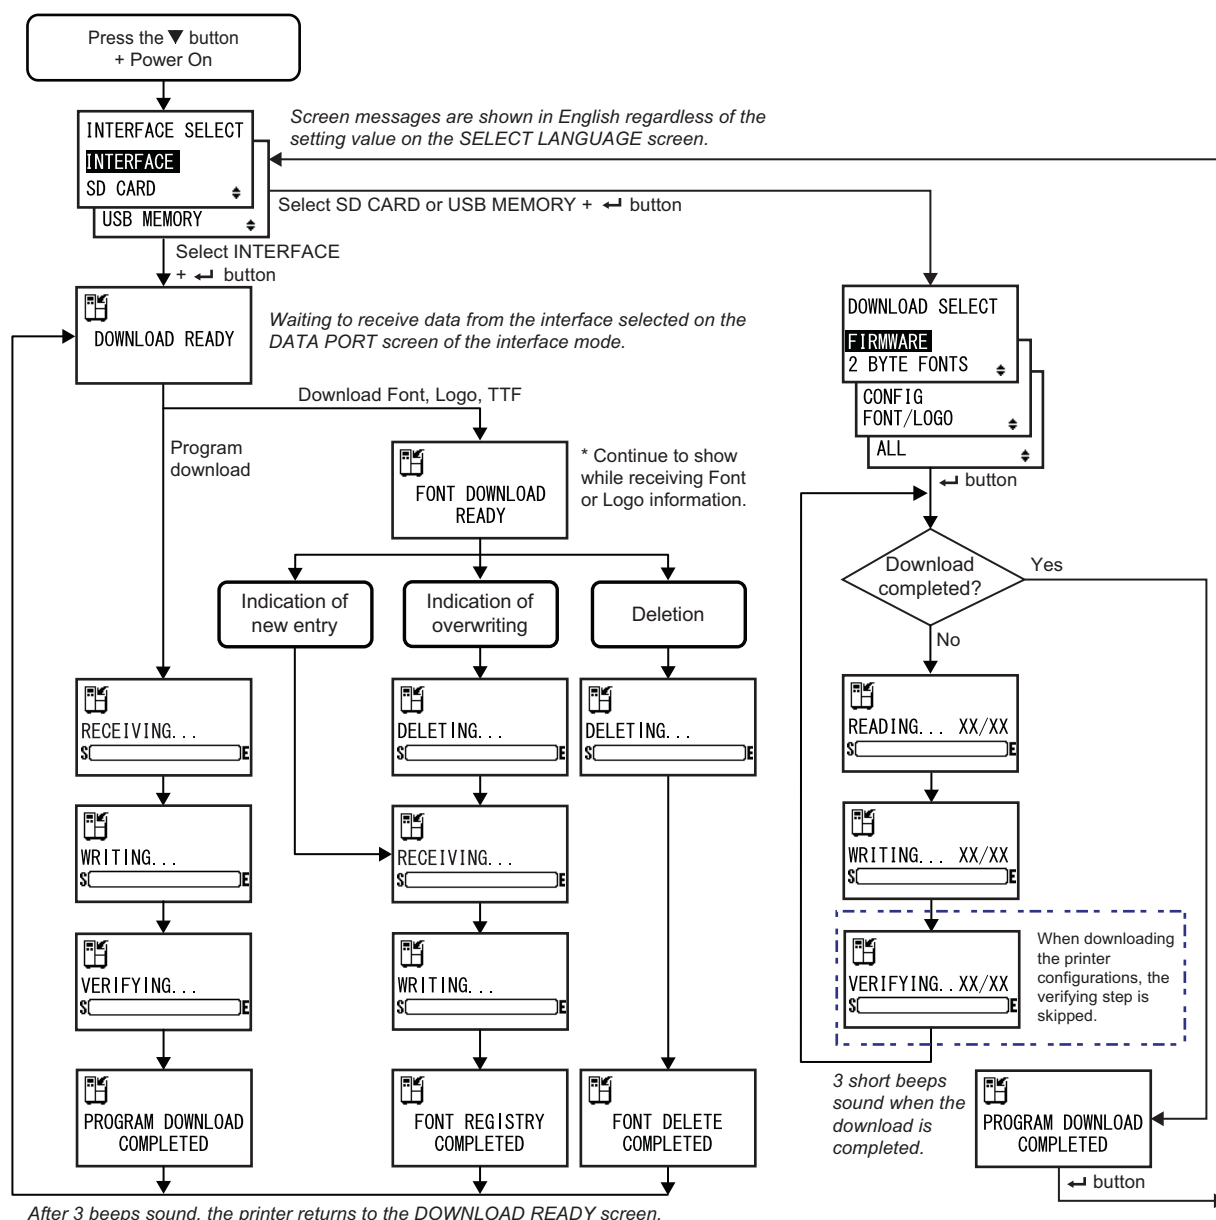 Press the ▼ button
+ Power On
INTERFACE SELECT
INTERFACE
SD CARD
USB MEMORY
Screen messages are shown in English regardless of the
setting value on the SELECT LANGUAGE screen.
Select SD CARD or USB MEMORY + ↵ button
Select INTERFACE
+ ↵ button
DOWNLOAD READY
Waiting to receive data from the interface selected on the
DATA PORT screen of the interface mode.
Download Font, Logo, TTF
Program
download
FONT DOWNLOAD
READY
* Continue to show
while receiving Font
or Logo information.
Indication of
new entry
Indication of
overwriting
Deletion
RECEIVING...
S E
WRITING...
S E
VERIFYING...
S E
PROGRAM DOWNLOAD
COMPLETED
DELETING...
S E
RECEIVING...
S E
WRITING...
S E
FONT REGISTRY
COMPLETED
DELETING...
S E
FONT DELETE
COMPLETED
After 3 beeps sound, the printer returns to the DOWNLOAD READY screen.
DOWNLOAD SELECT
FIRMWARE
2 BYTE FONTS
CONFIG
FONT/LOGO
ALL
↵ button
Download
completed?
Yes
No
READING... XX/XX
S E
WRITING... XX/XX
S E
VERIFYING..XX/XX
S E
When downloading
the printer
configurations, the
verifying step is
skipped.
3 short beeps
sound when the
download is
completed.
PROGRAM DOWNLOAD
COMPLETED
↵ button